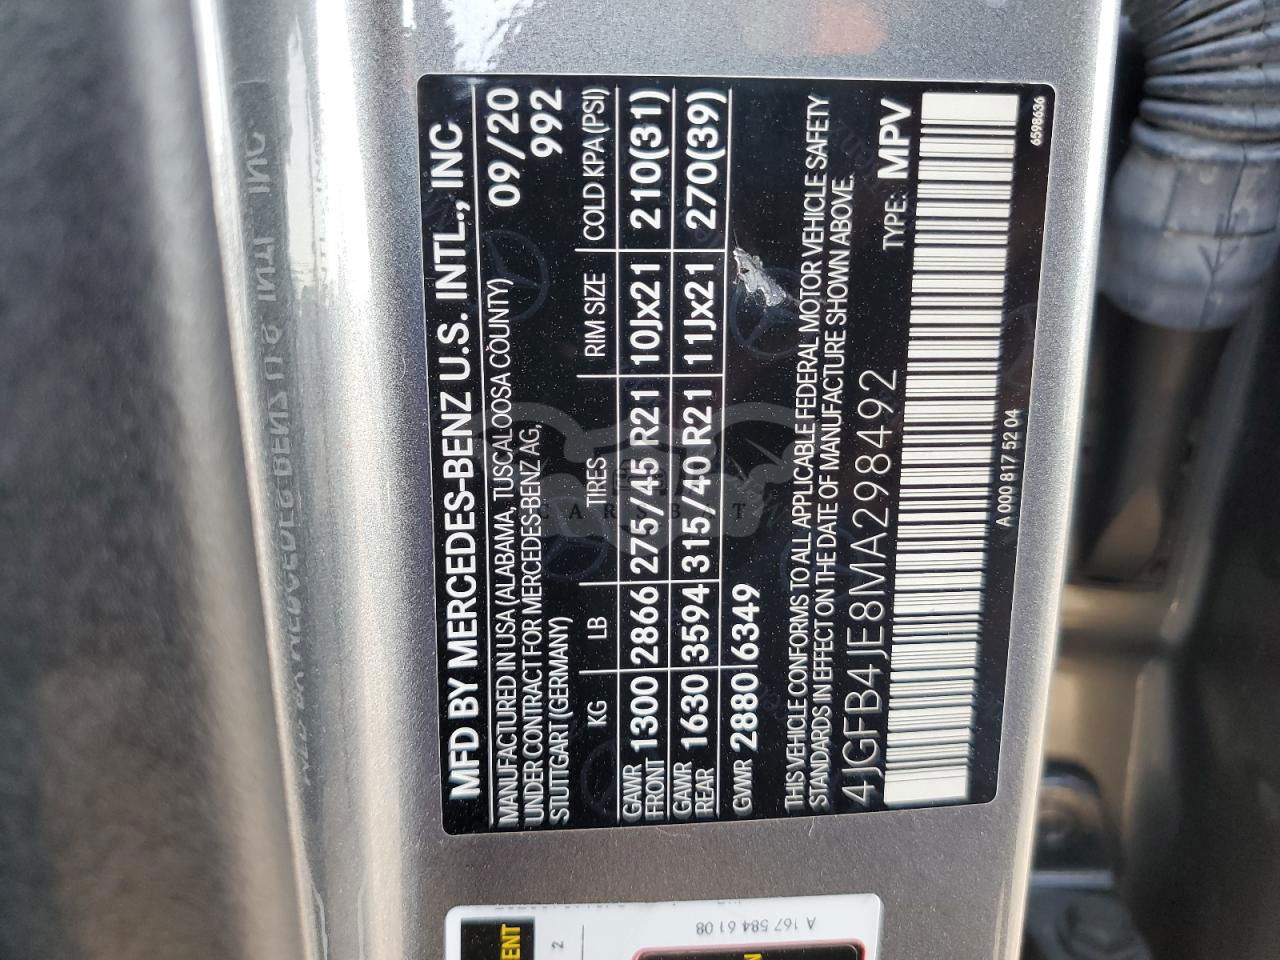 MFD BY MERCEDES-BENZ U.S. INTL., INC
MANUFACTURED IN USA (ALABAMA, TUSCALOOSA COUNTY) 09/20
UNDER CONTRACT FOR MERCEDES-BENZ AG, 992
STUTTGART (GERMANY)
KG LB TIRES RIM SIZE COLD KPA (PSI)
GAWR FRONT 1300 2866 275/45 R21 10Jx21 210(31)
GAWR REAR 1630 3594 315/40 R21 11Jx21 270(39)
GVWR 2880 6349
THIS VEHICLE CONFORMS TO ALL APPLICABLE FEDERAL MOTOR VEHICLE SAFETY
STANDARDS IN EFFECT ON THE DATE OF MANUFACTURE SHOWN ABOVE.
4JGFB4JE8MA298492 TYPE: MPV
A 000 817 52 04
6598636
CARSBAT
A 167 584 61 08
2